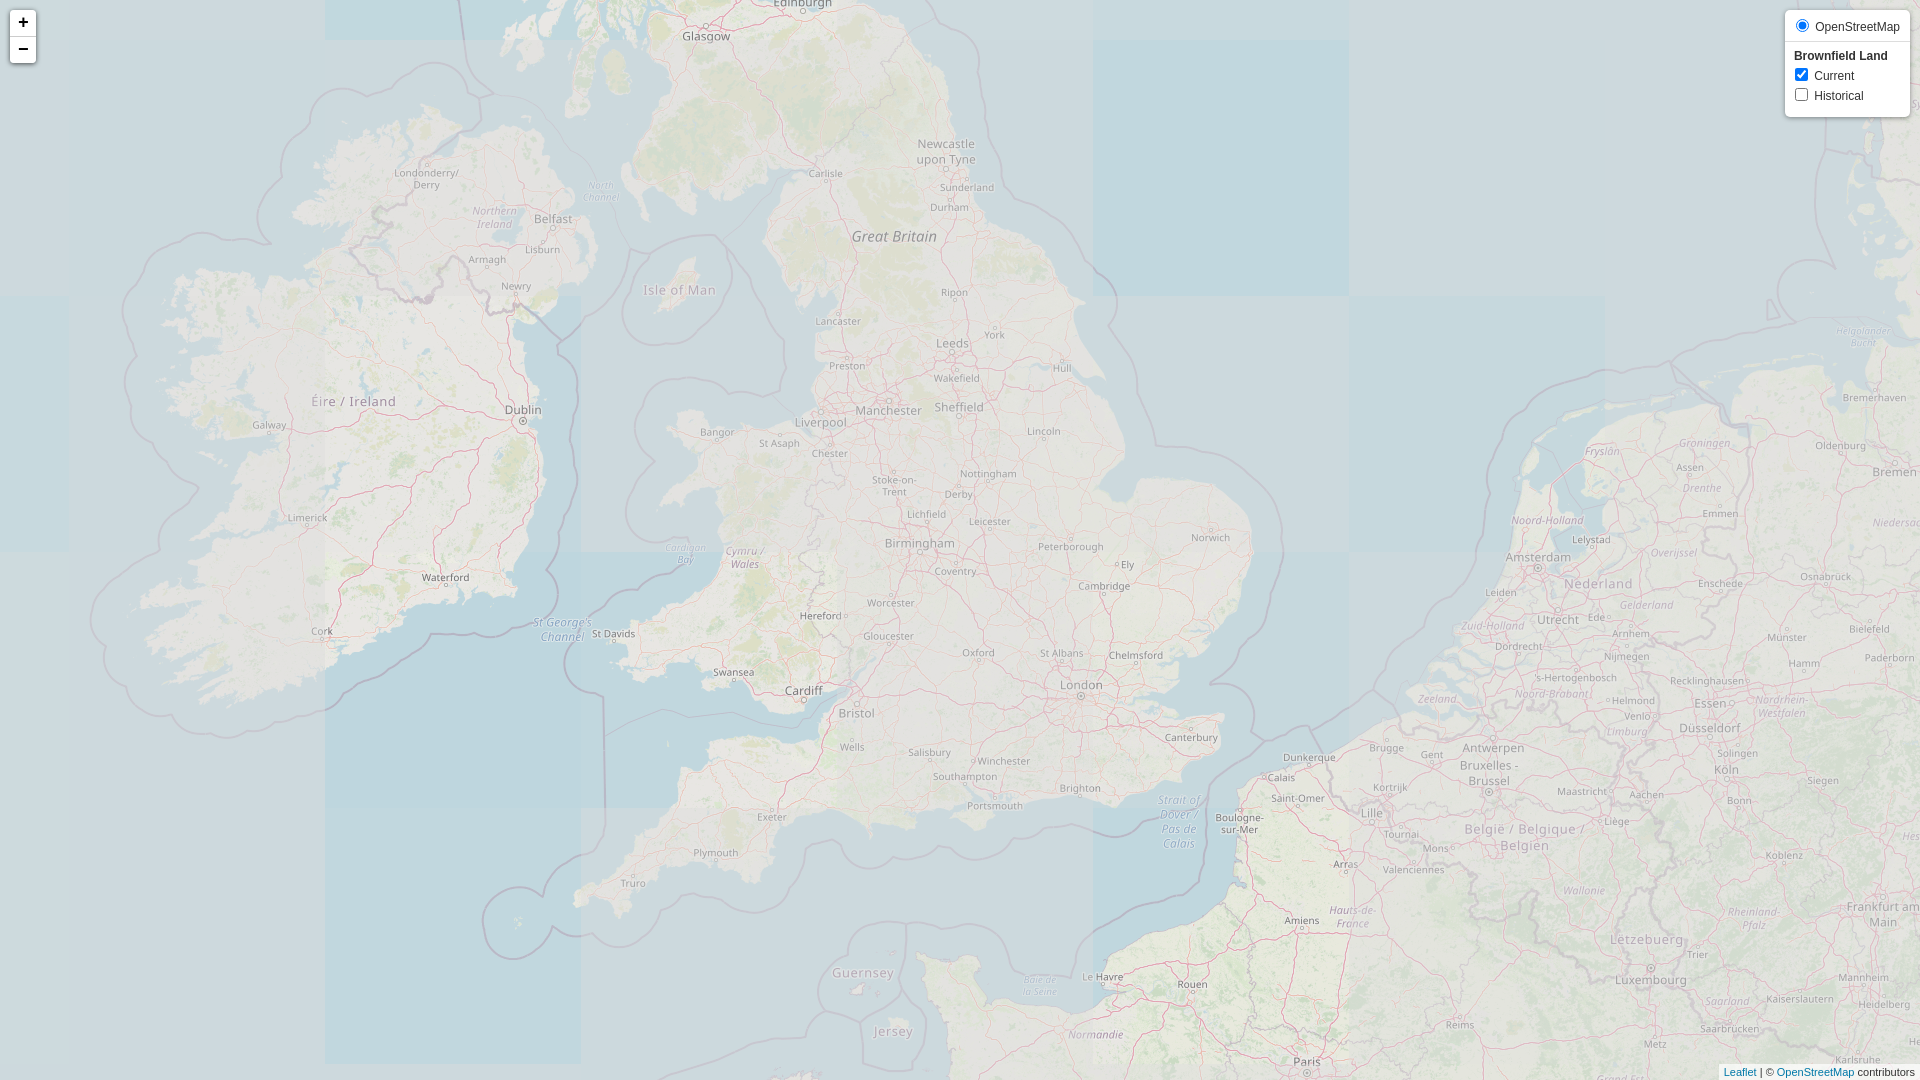 +
−
OpenStreetMap
Brownfield Land
Current
Historical
Edinburgh
Glasgow
Newcastle
upon Tyne
Londonderry/
Derry
Carlisle
North
Channel
Sunderland
Durham
Northern
Ireland
Belfast
Lisburn
Great Britain
Armagh
Newry
Isle of Man
Ripon
Lancaster
York
Leeds
Helgoländer
Bucht
Preston
Hull
Wakefield
Éire / Ireland
Dublin
Manchester
Sheffield
Bremerhaven
Galway
Liverpool
Bangor
St Asaph
Lincoln
Groningen
Oldenburg
Chester
Fryslân
Assen
Bremen
Nottingham
Stoke-on-
Trent
Derby
Drenthe
Limerick
Lichfield
Leicester
Emmen
Noord-Holland
Birmingham
Norwich
Lelystad
Peterborough
Cardigan
Bay
Cymru /
Wales
Overijssel
Amsterdam
Coventry
Ely
Waterford
Cambridge
Nederland
Enschede
Osnabrück
Leiden
Worcester
Hereford
Gelderland
Utrecht
Ede
St George's
Channel
Cork
St Davids
Gloucester
Zuid-Holland
Arnhem
Münster
Bielefeld
Dordrecht
Oxford
St Albans
Chelmsford
Nijmegen
Hamm
Paderborn
Swansea
's-Hertogenbosch
Recklinghausen
Cardiff
London
Noord-Brabant
Zeeland
Helmond
Essen
Nordrhein-
Westfalen
Bristol
Venlo
Düsseldorf
Limburg
Canterbury
Wells
Salisbury
Brugge
Gent
Antwerpen
Solingen
Winchester
Dunkerque
Bruxelles -
Brussel
Köln
Southampton
Calais
Kortrijk
Maastricht
Aachen
Siegen
Brighton
Saint-Omer
Bonn
Portsmouth
Strait of
Dover /
Pas de
Calais
Exeter
Boulogne-
sur-Mer
Lille
Tournai
België / Belgique /
Belgien
Liège
Plymouth
Mons
Koblenz
Arras
Valenciennes
Truro
Wallonie
Hauts-de-
France
Amiens
Rheinland-
Pfalz
Frankfurt am
Main
Lëtzebuerg
Trier
Guernsey
Le Havre
Baie de
la Seine
Rouen
Luxembourg
Mannheim
Saarland
Kaiserslautern
Heidelberg
Jersey
Normandie
Reims
Saarbrücken
Metz
Paris
Karlsruhe
Grand Est
Leaflet | © OpenStreetMap contributors